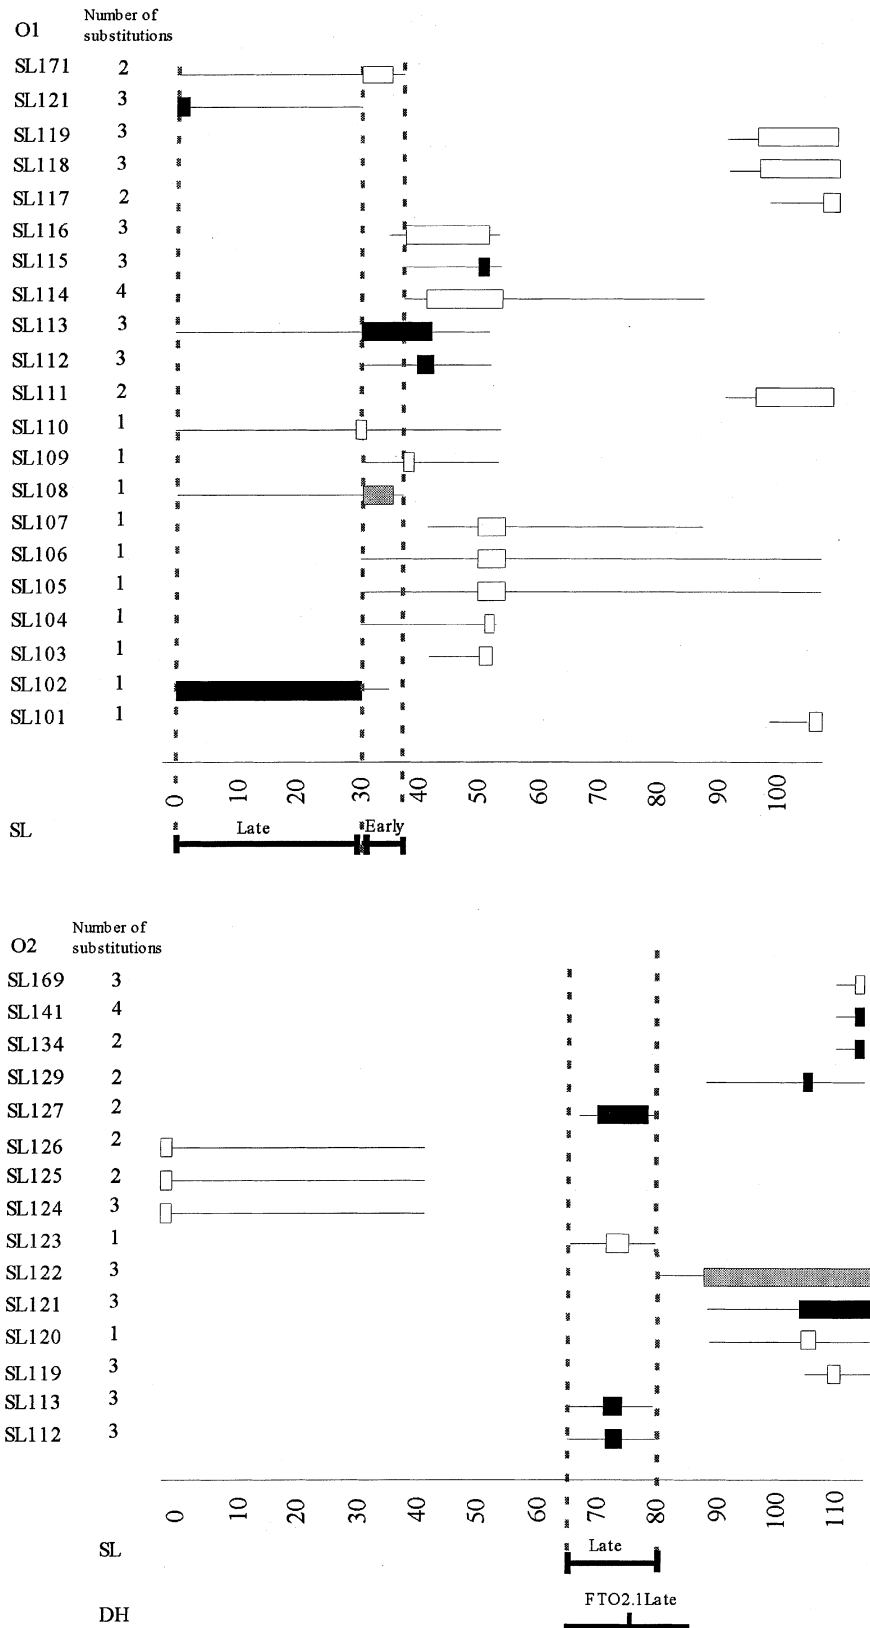 O1 Number of substitutions
SL171 2
SL121 3
SL119 3
SL118 3
SL117 2
SL116 3
SL115 3
SL114 4
SL113 3
SL112 3
SL111 2
SL110 1
SL109 1
SL108 1
SL107 1
SL106 1
SL105 1
SL104 1
SL103 1
SL102 1
SL101 1
0 10 20 30 40 50 60 70 80 90 100
SL Late Early
O2 Number of substitutions
SL169 3
SL141 4
SL134 2
SL129 2
SL127 2
SL126 2
SL125 2
SL124 3
SL123 1
SL122 3
SL121 3
SL120 1
SL119 3
SL113 3
SL112 3
0 10 20 30 40 50 60 70 80 90 100 110
SL Late
DH FTO2.1Late